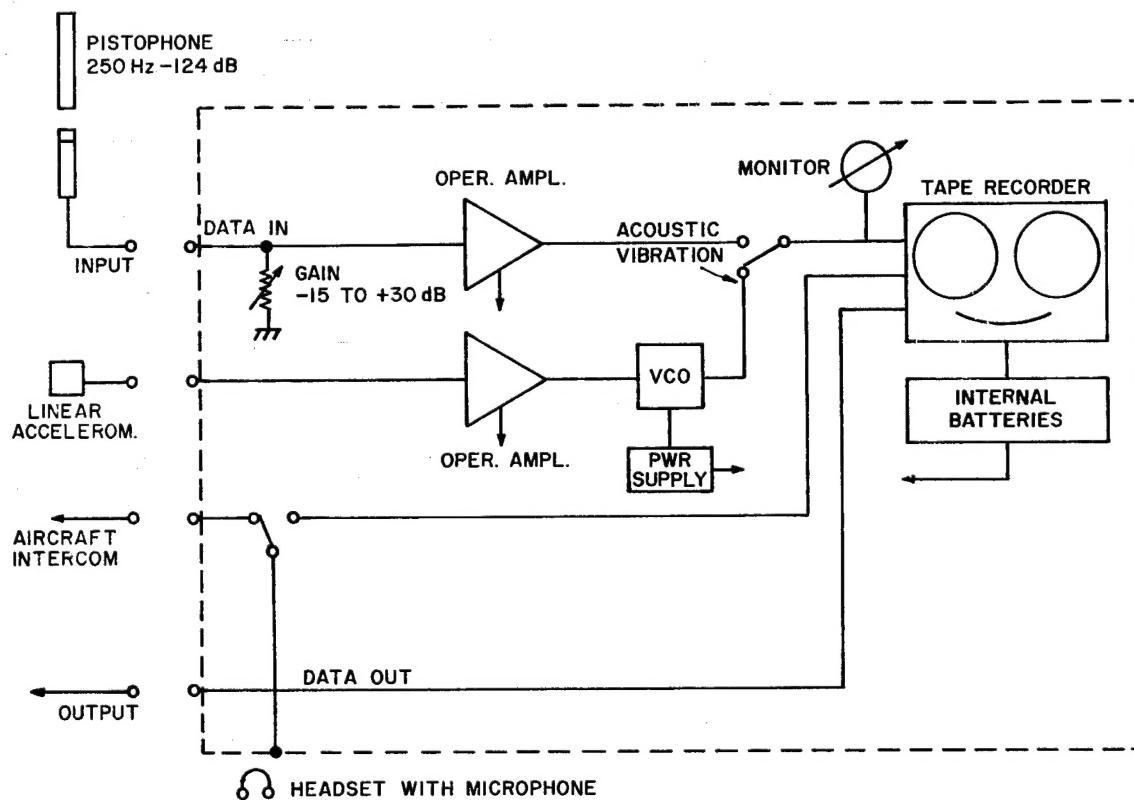 PISTOPHONE
250 Hz -124 dB
OPER. AMPL.
MONITOR
TAPE RECORDER
DATA IN
INPUT
GAIN
-15 TO +30 dB
ACOUSTIC
VIBRATION
VCO
LINEAR
ACCELEROM.
OPER. AMPL.
PWR
SUPPLY
INTERNAL
BATTERIES
AIRCRAFT
INTERCOM
DATA OUT
OUTPUT
HEADSET WITH MICROPHONE